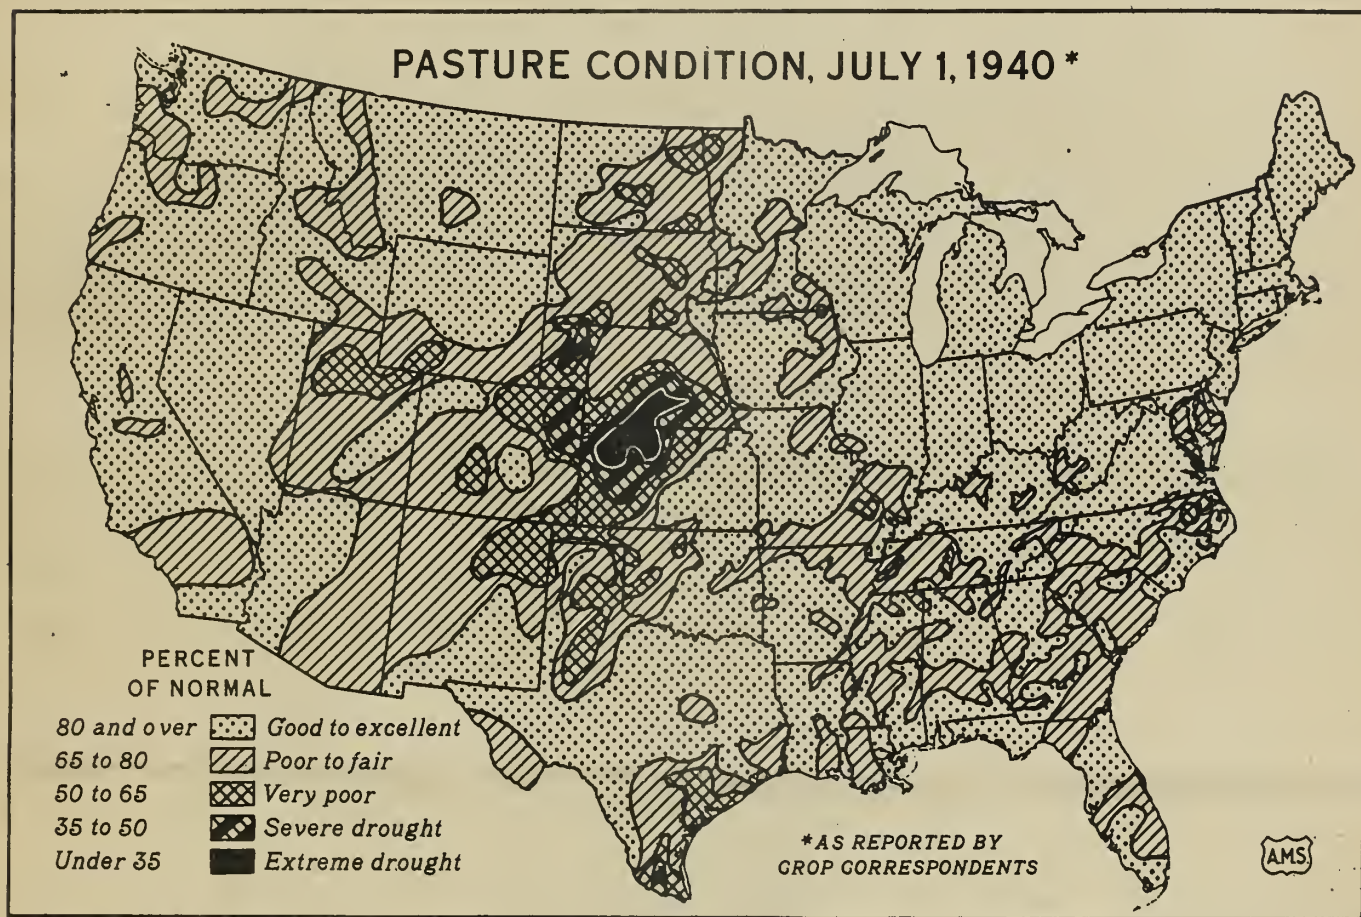 PASTURE CONDITION, JULY 1, 1940*
PERCENT
OF NORMAL
80 and over Good to excellent
65 to 80 Poor to fair
50 to 65 Very poor
35 to 50 Severe drought
Under 35 Extreme drought
*AS REPORTED BY
CROP CORRESPONDENTS
A.M.S.